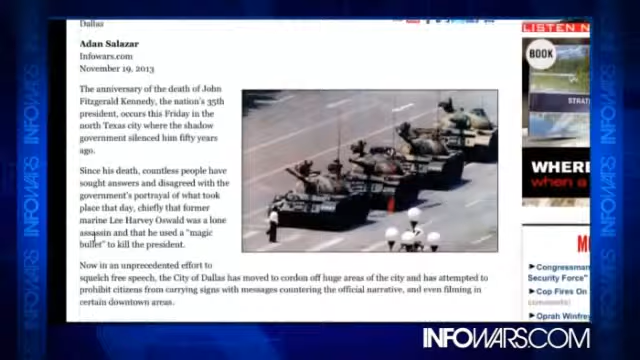 Dallas
Adan Salazar
Infowars.com
November 19, 2013
The anniversary of the death of John
Fitzgerald Kennedy, the nation's 35th
president, occurs this Friday in the
north Texas city where the shadow
government silenced him fifty years
ago.
Since his death, countless people have
sought answers and disagreed with the
government's portrayal of what took
place that day, chiefly that former
marine Lee Harvey Oswald was a lone
assassin and that he used a "magic
bullet" to kill the president.
Now in an unprecedented effort to
squelch free speech, the City of Dallas has moved to cordon off huge areas of the city and has attempted to
prohibit citizens from carrying signs with messages countering the official narrative, and even filming in
certain downtown areas.
LISTEN N
BOOK
STRAT
WHERE
when a
M
Congressman
Security Force"
Cop Fires On
comments!
Oprah Winfrey
INFOWARS
INFOWARS
INFOWARS
INFOWARS
INFOWARS.COM